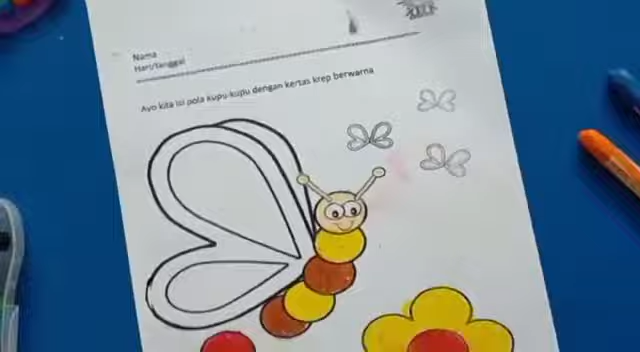 Nama
Hari/tanggal
Ayo kita isi pola kupu-kupu dengan kertas krep berwarna